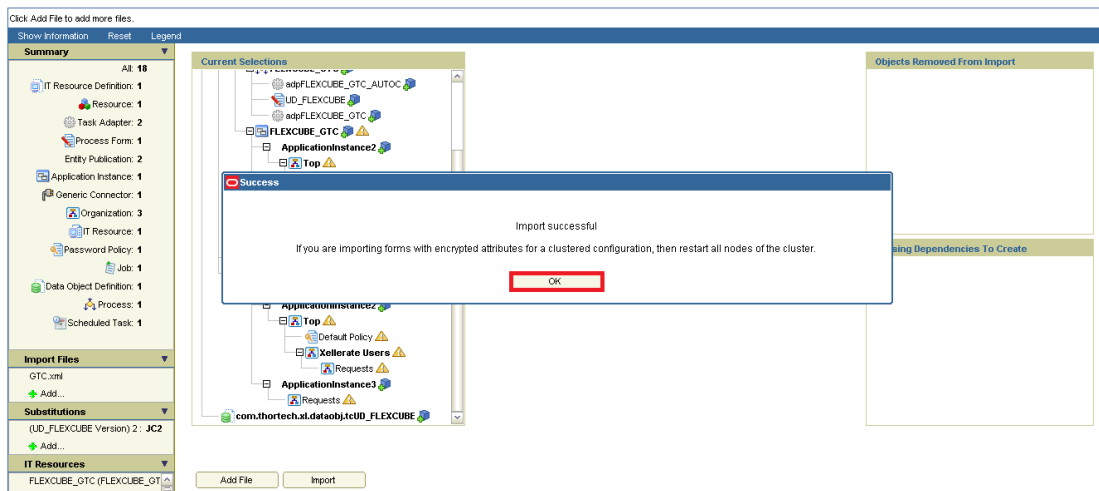 Click Add File to add more files.
Show Information Reset Legend
Summary
All: 18
IT Resource Definition: 1
Resource: 1
Task Adapter: 2
Process Form: 1
Entity Publication: 2
Application Instance: 1
Generic Connector: 1
Organization: 3
IT Resource: 1
Password Policy: 1
Job: 1
Data Object Definition: 1
Process: 1
Scheduled Task: 1
Import Files
GTC.xml
Add...
Substitutions
(UD_FLEXCUBE Version) 2 : JC2
Add...
IT Resources
FLEXCUBE_GTC (FLEXCUBE_GT
Current Selections
adpFLEXCUBE_GTC_AUTOC
UD_FLEXCUBE
adpFLEXCUBE_GTC
FLEXCUBE_GTC
ApplicationInstance2
Top
Success
Import successful
If you are importing forms with encrypted attributes for a clustered configuration, then restart all nodes of the cluster.
OK
ApplicationInstance2
Top
Default Policy
Xellerate Users
Requests
ApplicationInstance3
Requests
com.thortech.xl.dataobj.tcUD_FLEXCUBE
Add File Import
Objects Removed From Import
Dependencies To Create